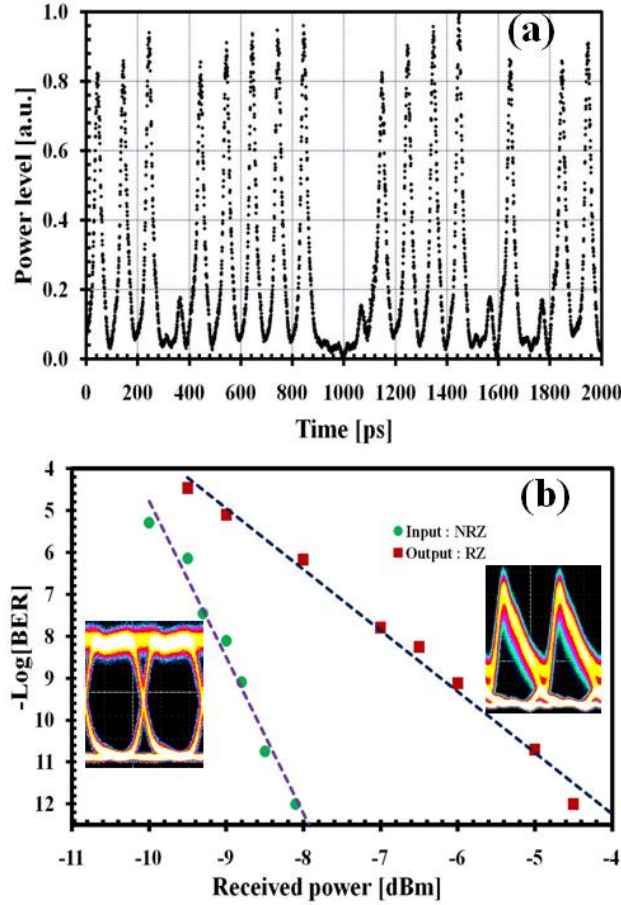 (a)
Power level [a.u.]
1.0
0.8
0.6
0.4
0.2
0.0
0 200 400 600 800 1000 1200 1400 1600 1800 2000
Time [ps]
(b)
-Log[BER]
4
5
6
7
8
9
10
11
12
Input : NRZ
Output : RZ
-11 -10 -9 -8 -7 -6 -5 -4
Received power [dBm]